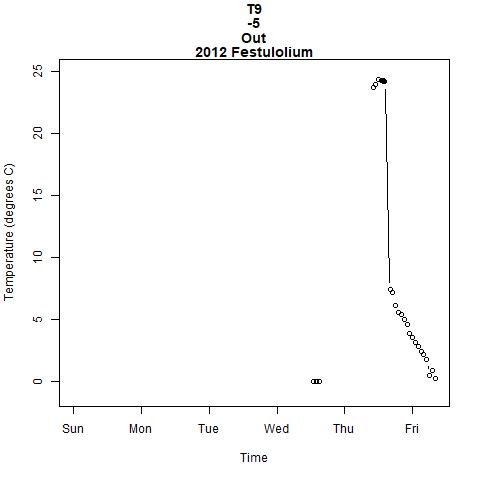 T9
-5
Out
2012 Festulolium
25
20
15
10
5
0
Temperature (degrees C)
Sun Mon Tue Wed Thu Fri
Time